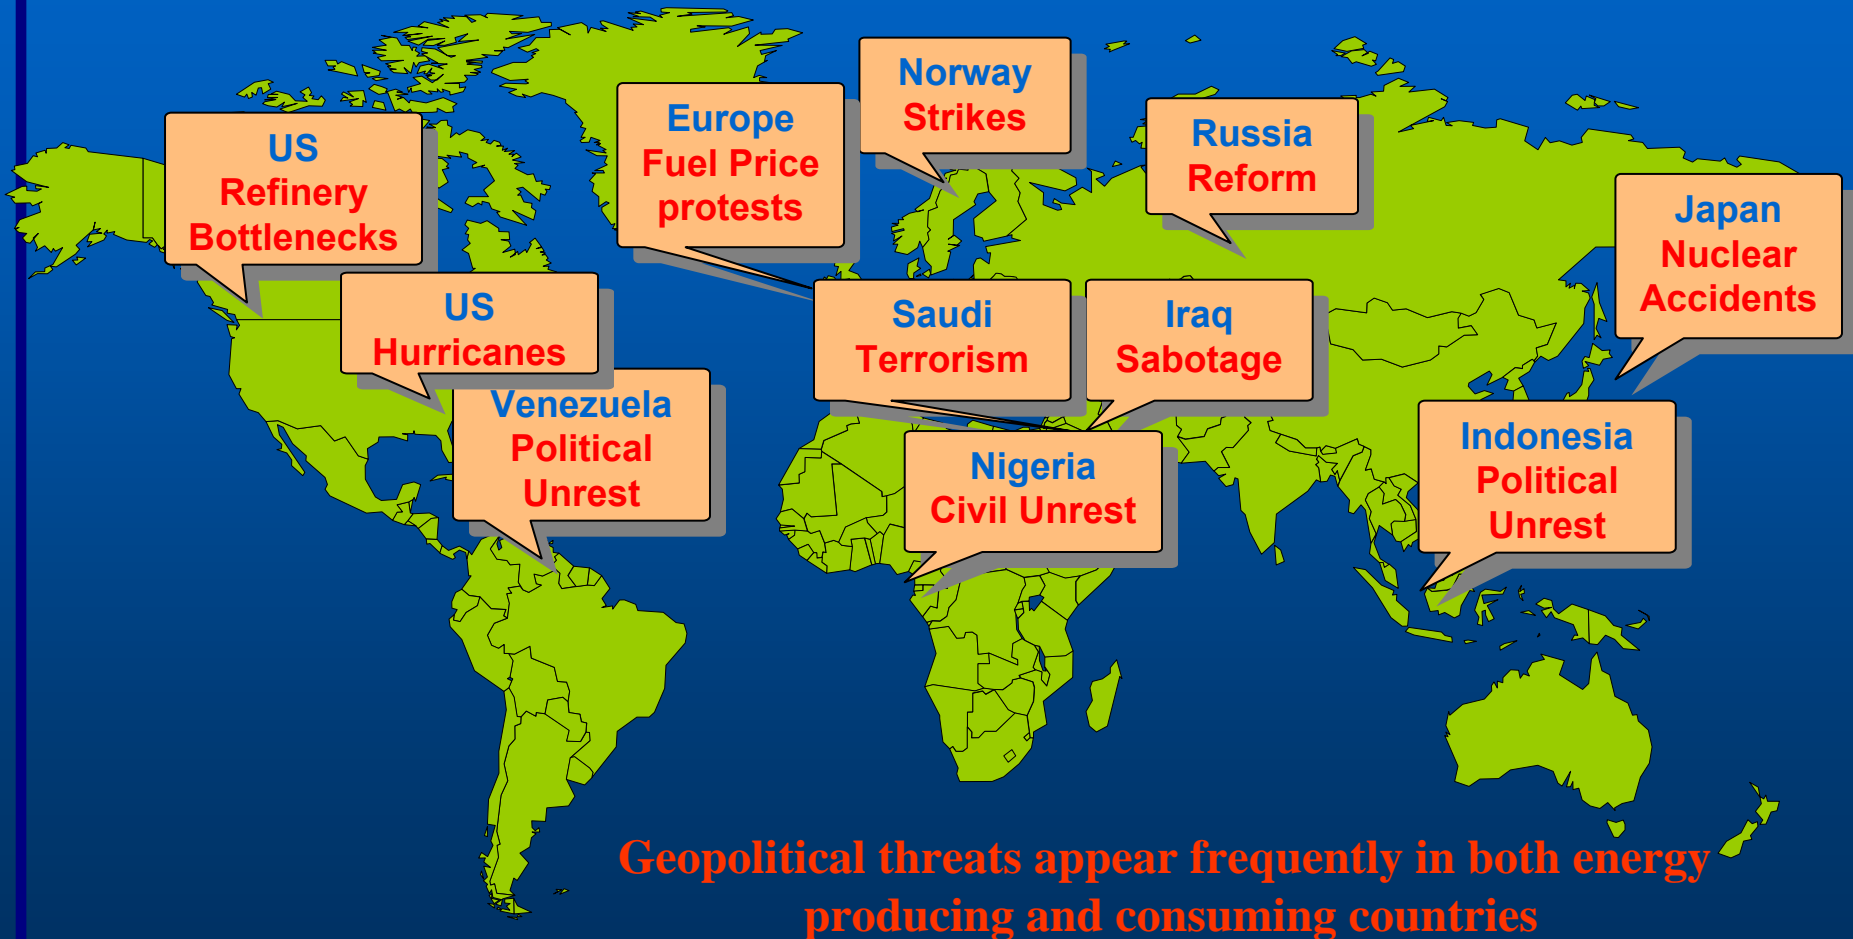 Norway
Strikes
Europe
Fuel Price
protests
US
Refinery
Bottlenecks
Russia
Reform
Japan
Nuclear
Accidents
US
Hurricanes
Saudi
Terrorism
Iraq
Sabotage
Venezuela
Political
Unrest
Nigeria
Civil Unrest
Indonesia
Political
Unrest
Geopolitical threats appear frequently in both energy
producing and consuming countries